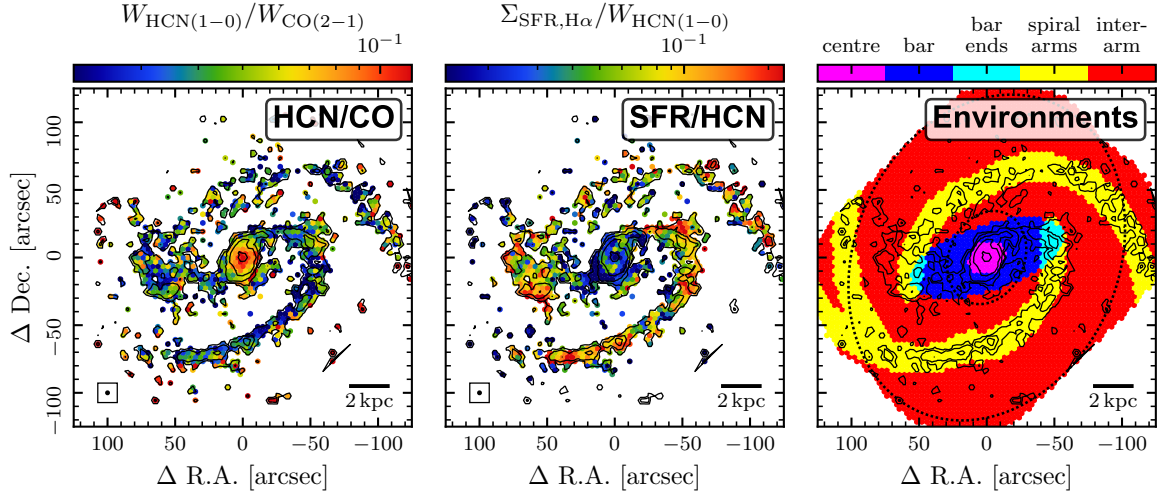 W_HCN(1−0)/W_CO(2−1)
10⁻¹
HCN/CO
2 kpc
100 50 0 −50 −100
Δ R.A. [arcsec]
Δ Dec. [arcsec]
100
50
0
−50
−100
Σ_SFR,Hα/W_HCN(1−0)
10⁻¹
SFR/HCN
2 kpc
100 50 0 −50 −100
Δ R.A. [arcsec]
centre
bar
bar
ends
spiral
arms
inter-
arm
Environments
2 kpc
100 50 0 −50 −100
Δ R.A. [arcsec]